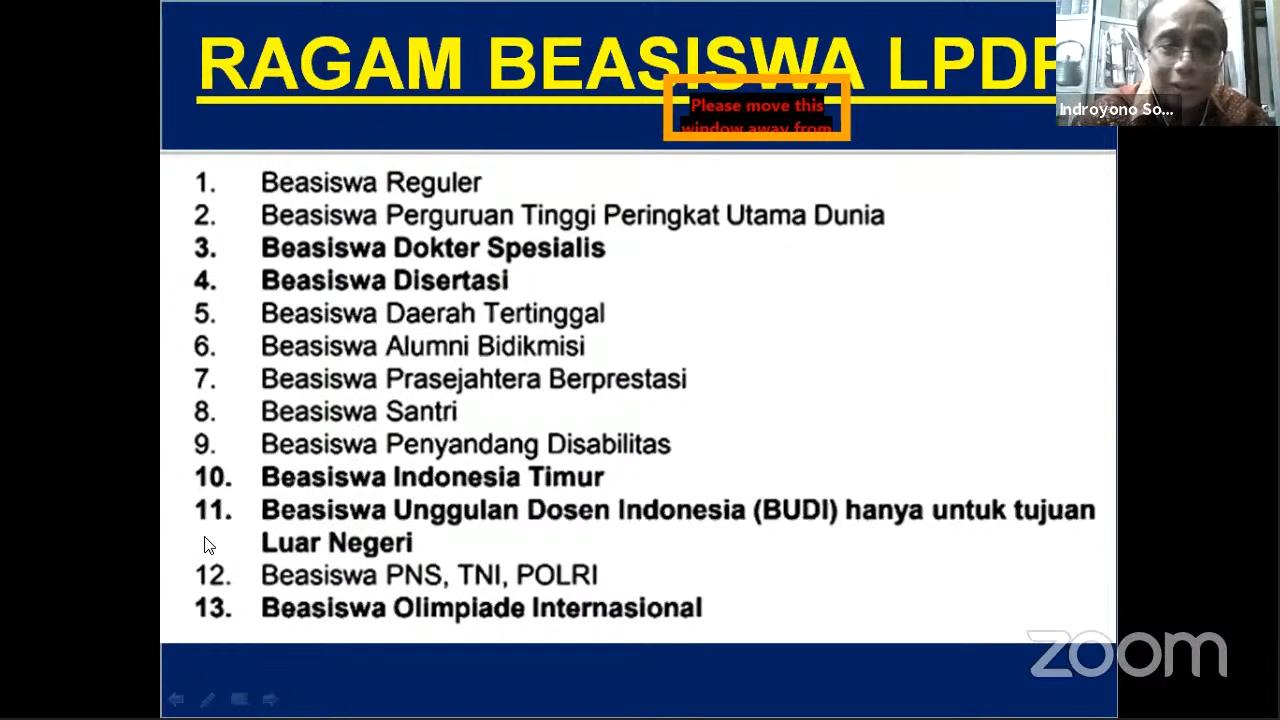 RAGAM BEASISWA LPDP
Please move this
window away from
Indroyono So...
1. Beasiswa Reguler
2. Beasiswa Perguruan Tinggi Peringkat Utama Dunia
3. Beasiswa Dokter Spesialis
4. Beasiswa Disertasi
5. Beasiswa Daerah Tertinggal
6. Beasiswa Alumni Bidikmisi
7. Beasiswa Prasejahtera Berprestasi
8. Beasiswa Santri
9. Beasiswa Penyandang Disabilitas
10. Beasiswa Indonesia Timur
11. Beasiswa Unggulan Dosen Indonesia (BUDI) hanya untuk tujuan
Luar Negeri
12. Beasiswa PNS, TNI, POLRI
13. Beasiswa Olimpiade Internasional
zoom